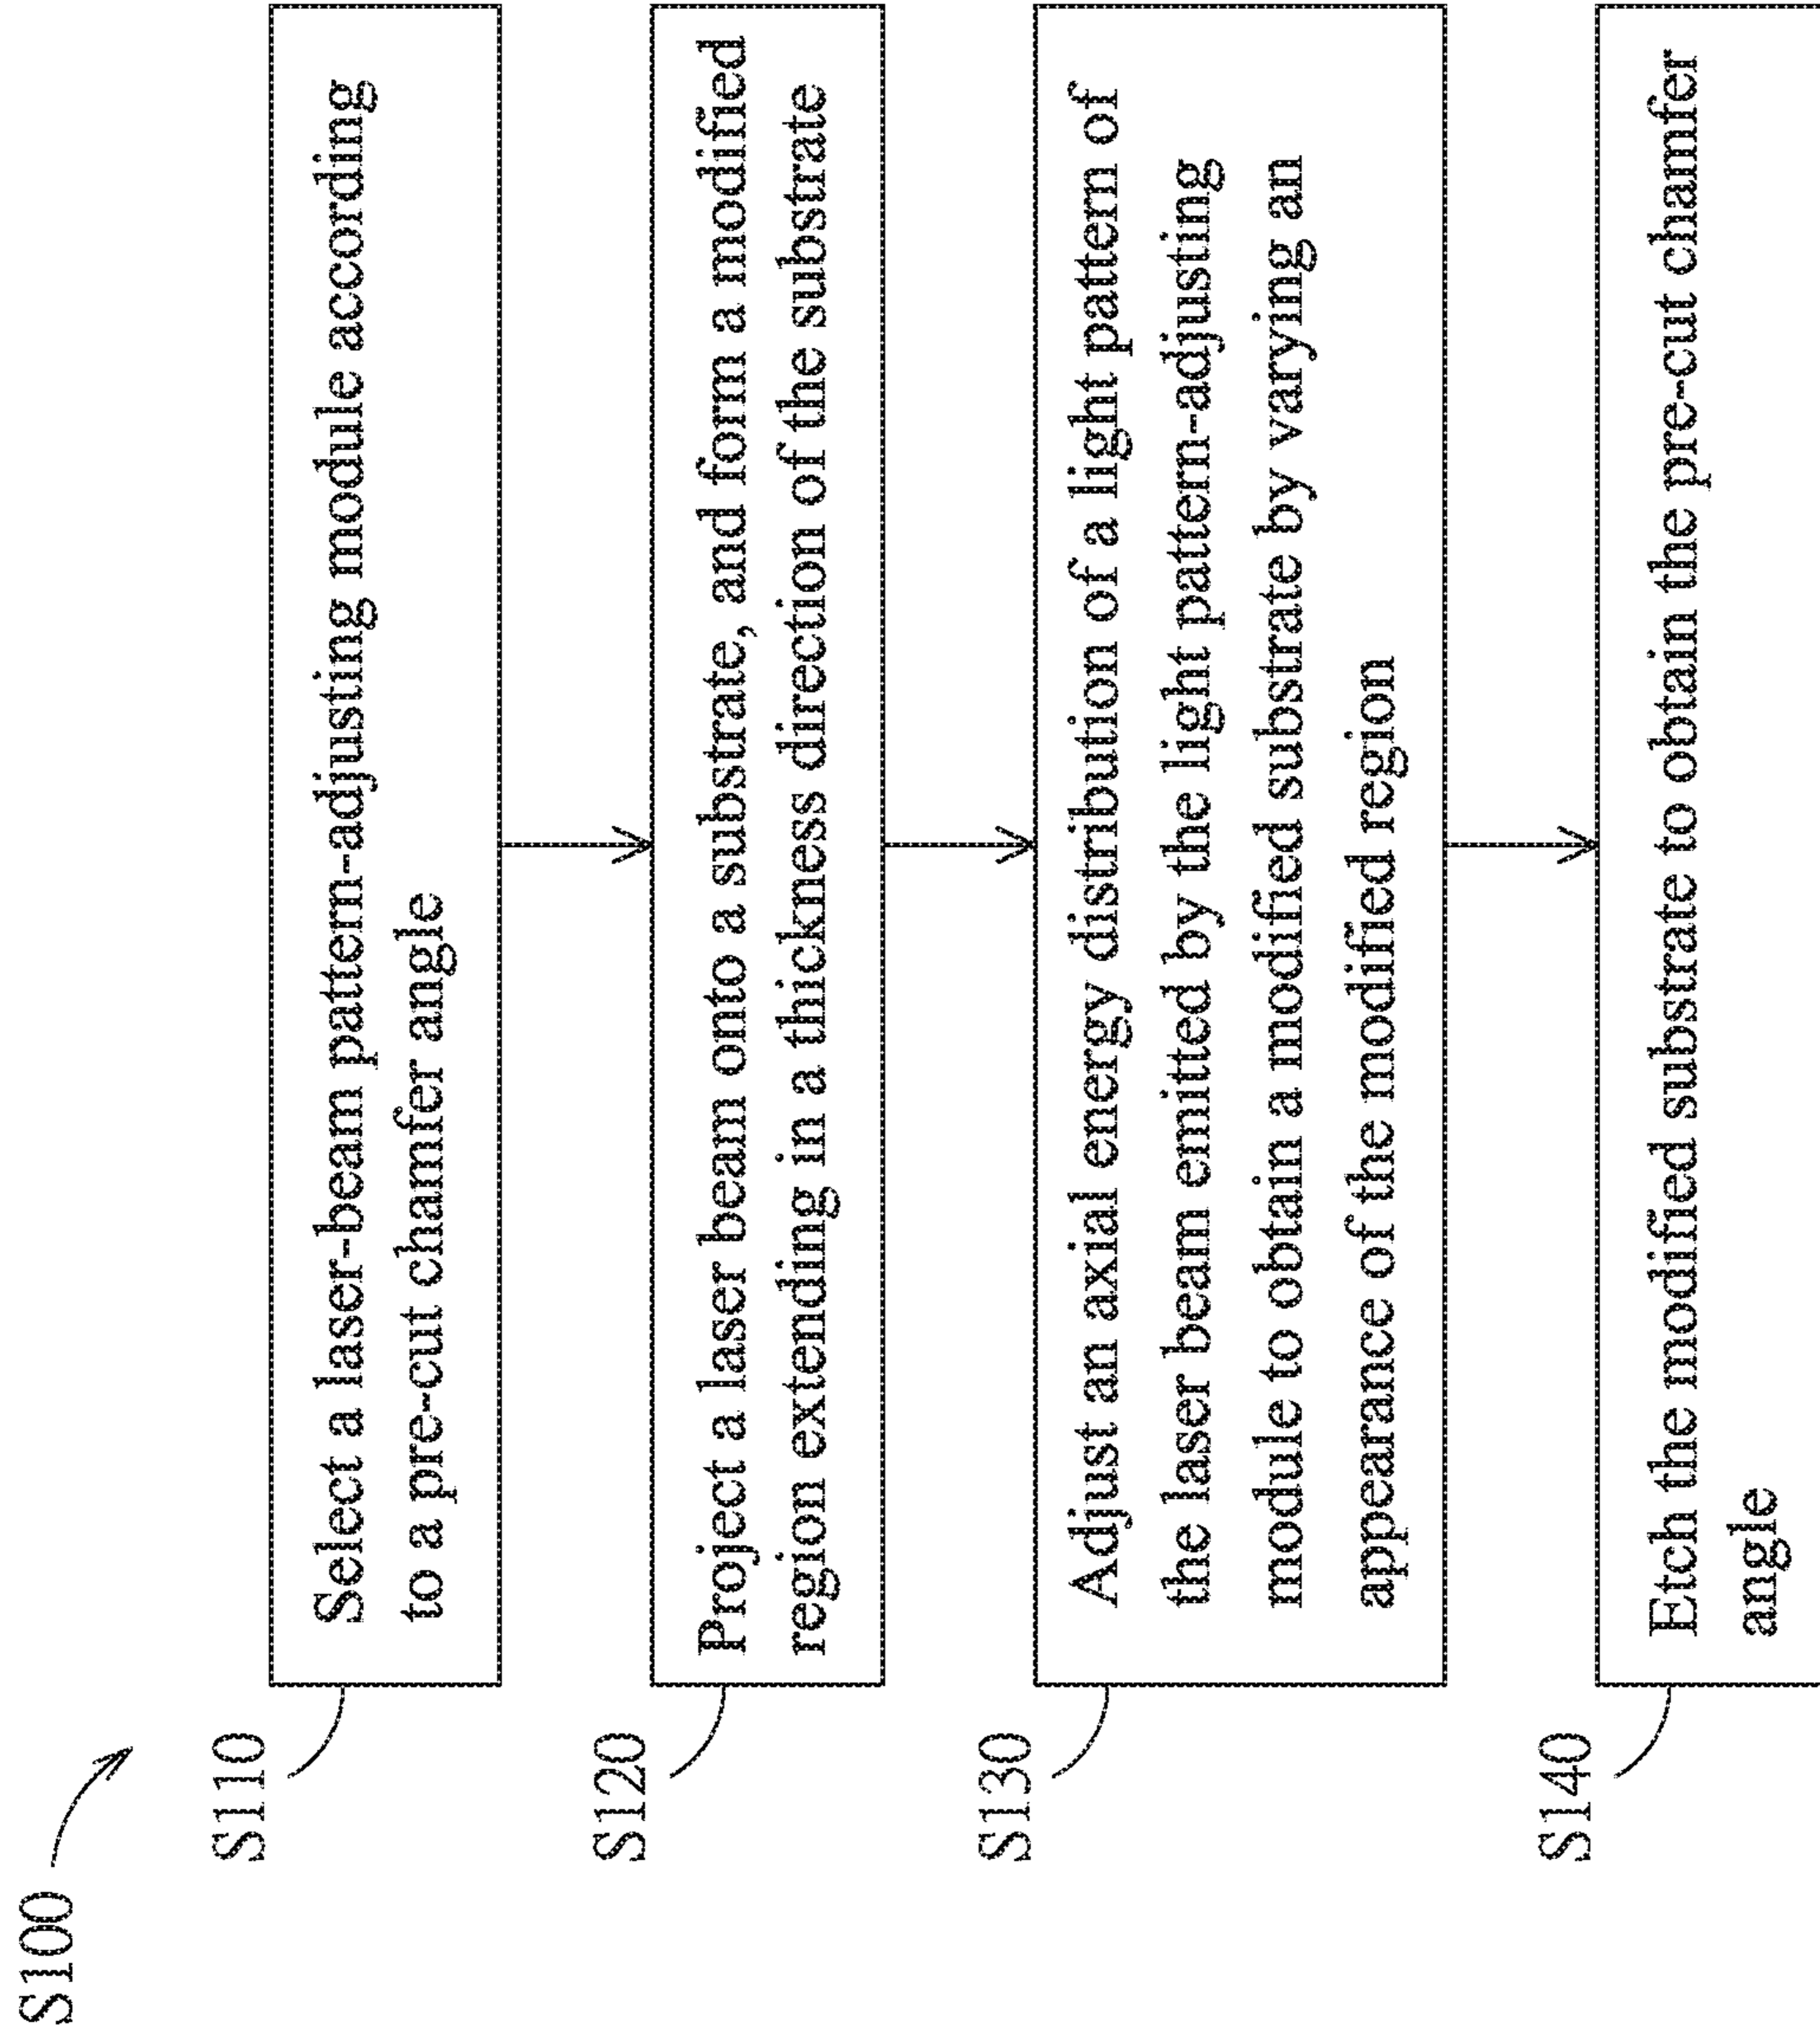 S100
S110
Select a laser-beam pattern-adjusting module according
to a pre-cut chamfer angle
S120
Project a laser beam onto a substrate, and form a modified
region extending in a thickness direction of the substrate
S130
Adjust an axial energy distribution of a light pattern of
the laser beam emitted by the light pattern-adjusting
module to obtain a modified substrate by varying an
appearance of the modified region
S140
Etch the modified substrate to obtain the pre-cut chamfer
angle